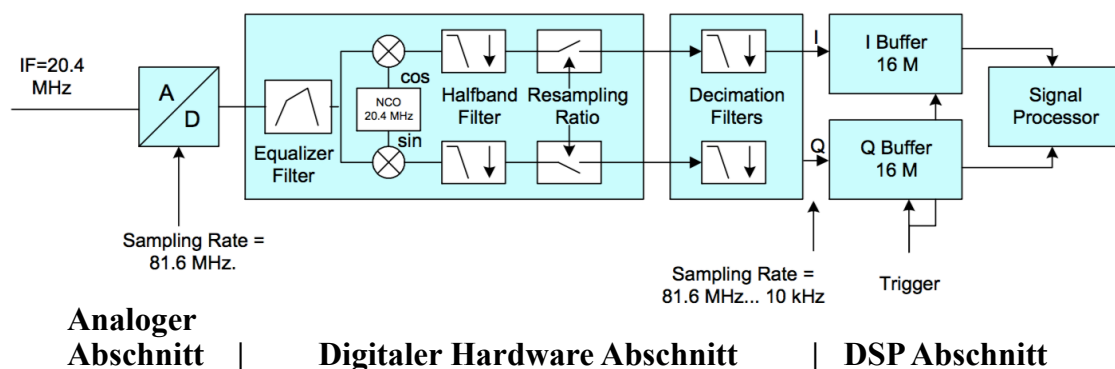 IF=20.4
MHz
A
D
Equalizer
Filter
cos
NCO
20.4 MHz
sin
Halfband
Filter
Resampling
Ratio
Decimation
Filters
I
Q
I Buffer
16 M
Q Buffer
16 M
Signal
Processor
Sampling Rate =
81.6 MHz.
Sampling Rate =
81.6 MHz... 10 kHz
Trigger
Analoger
Abschnitt | Digitaler Hardware Abschnitt | DSP Abschnitt